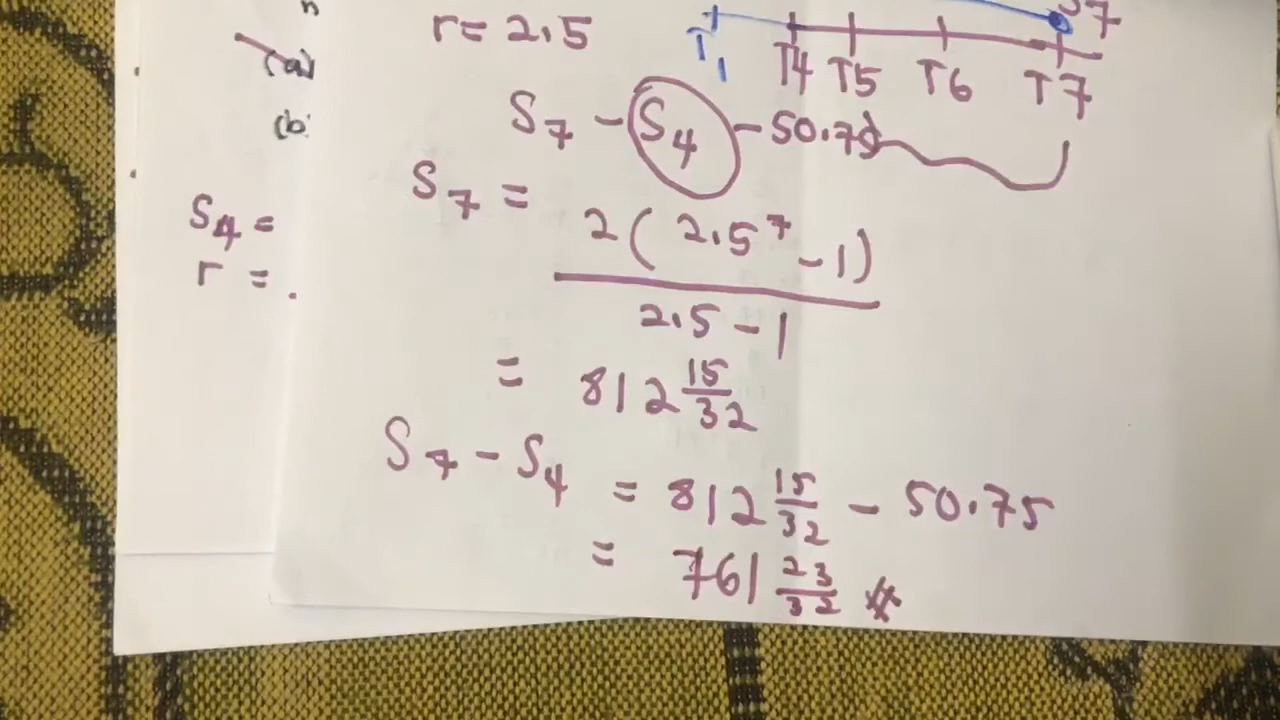 n
r = 2.5
S7
T1 T4 T5 T6 T7
(a)
(b)
S7 - S4 - 50.75
S7 = 2(2.5^7 - 1)
2.5 - 1
S4 =
r = .
= 812 15/32
S7 - S4 = 812 15/32 - 50.75
= 761 23/32